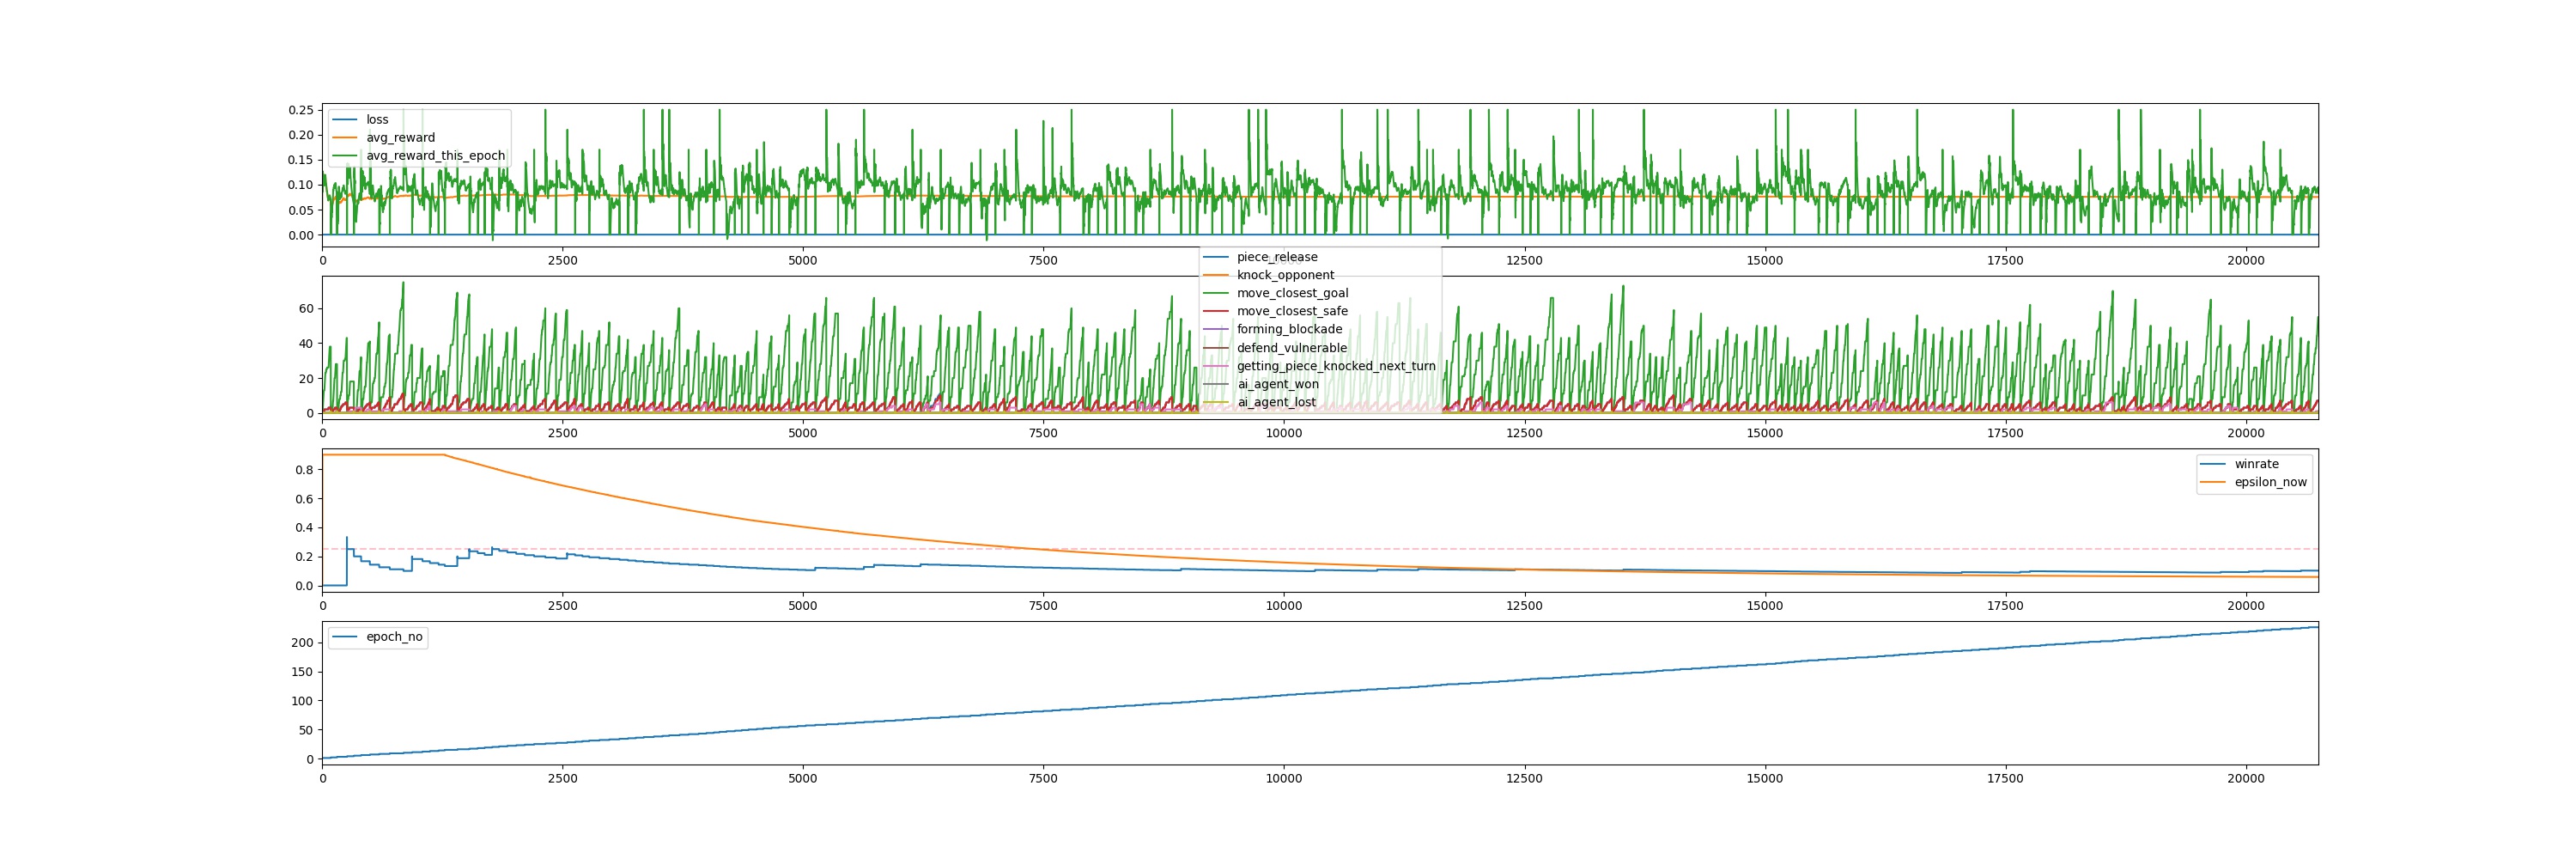 0.25
0.20
0.15
0.10
0.05
0.00
loss
avg_reward
avg_reward_this_epoch
0 2500 5000 7500 10000 12500 15000 17500 20000
60
40
20
0
piece_release
knock_opponent
move_closest_goal
move_closest_safe
forming_blockade
defend_vulnerable
getting_piece_knocked_next_turn
ai_agent_won
ai_agent_lost
0 2500 5000 7500 10000 12500 15000 17500 20000
0.8
0.6
0.4
0.2
0.0
winrate
epsilon_now
0 2500 5000 7500 10000 12500 15000 17500 20000
200
150
100
50
0
epoch_no
0 2500 5000 7500 10000 12500 15000 17500 20000